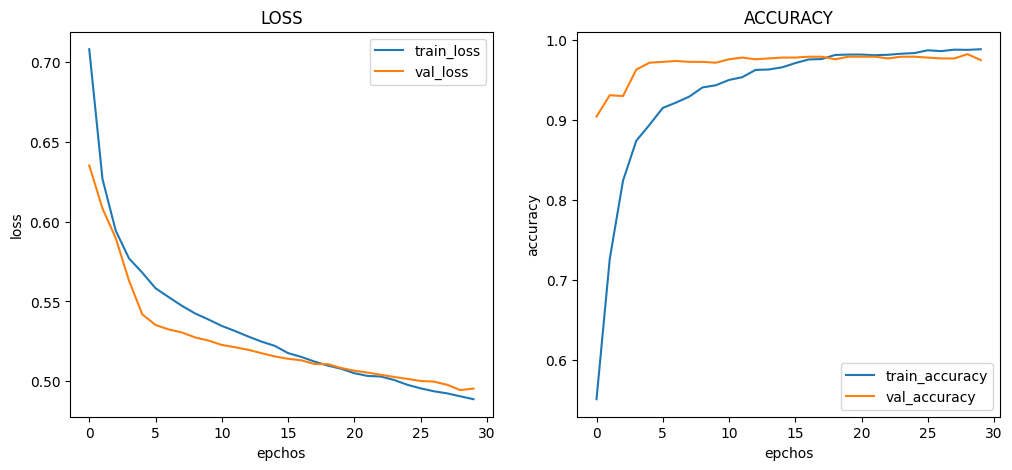 LOSS
train_loss
val_loss
0.70
0.65
0.60
0.55
0.50
loss
0 5 10 15 20 25 30
epchos
ACCURACY
1.0
0.9
0.8
0.7
0.6
accuracy
train_accuracy
val_accuracy
0 5 10 15 20 25 30
epchos